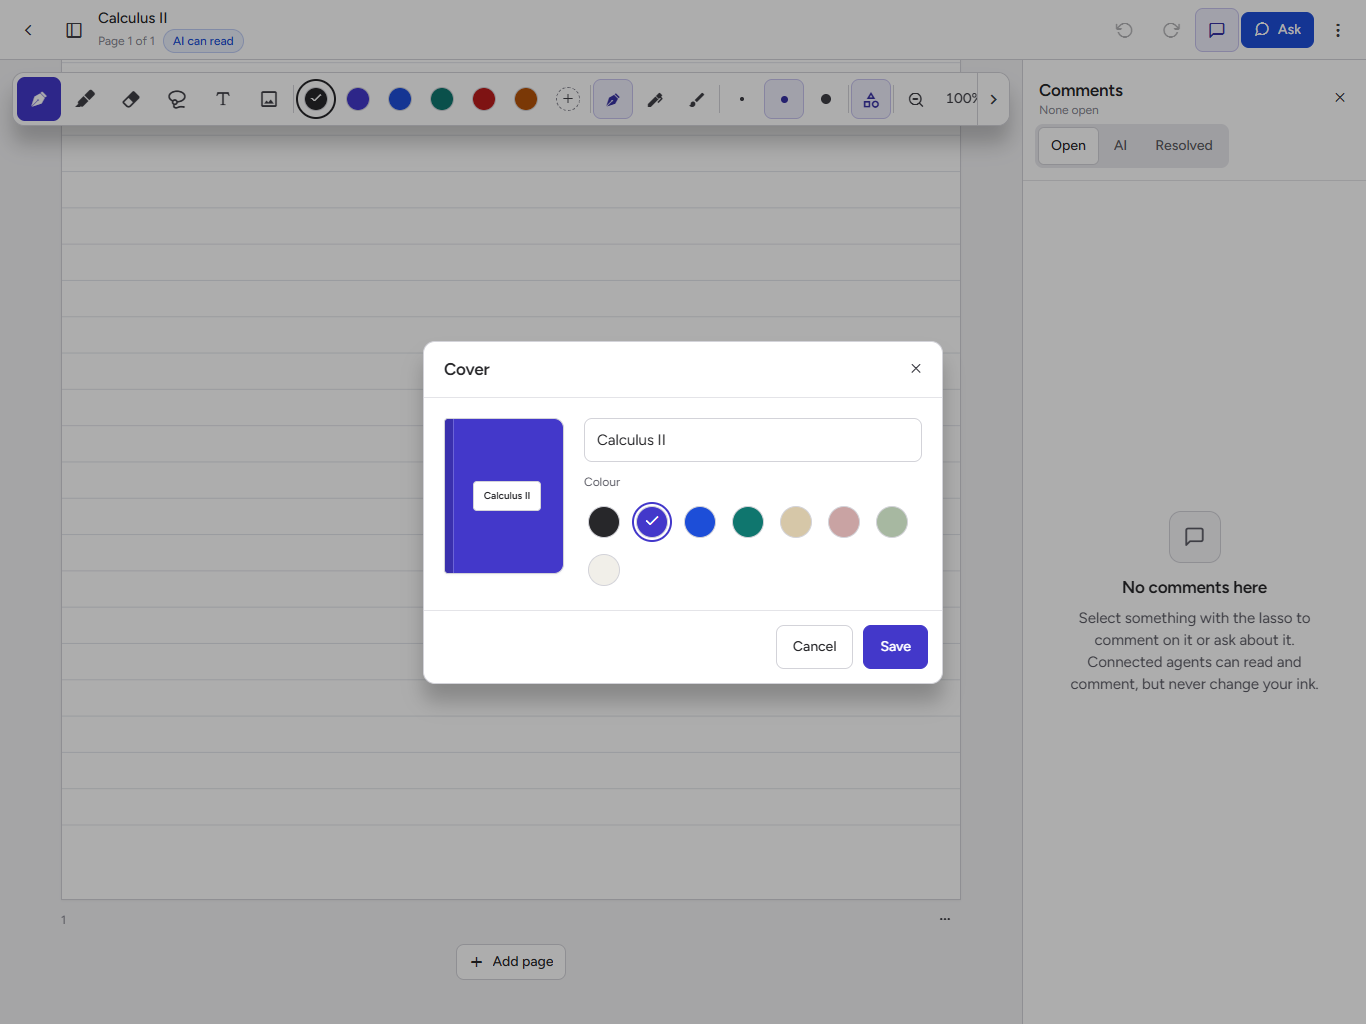 Calculus II
Page 1 of 1
AI can read
Ask
T
100%
Comments
None open
Open
AI
Resolved
Cover
Calculus II
Calculus II
Colour
Cancel
Save
No comments here
Select something with the lasso to
comment on it or ask about it.
Connected agents can read and
comment, but never change your ink.
1
Add page